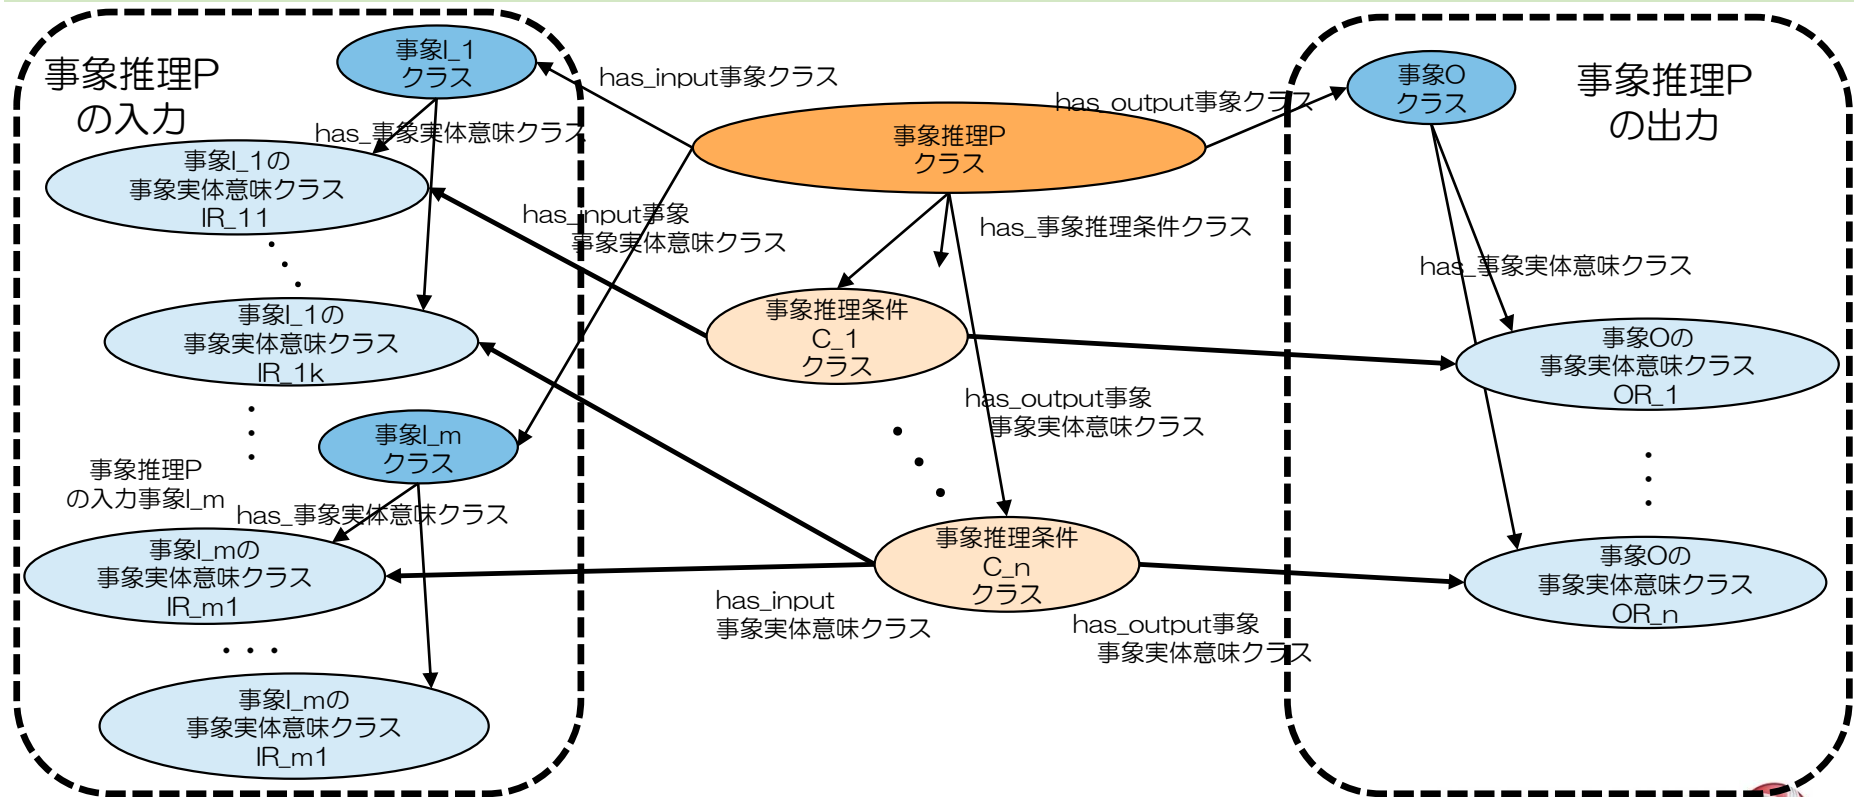 事象推理P
の入力
事象I_1
クラス
has_input事象クラス
has_事象実体意味クラス
事象I_1の
事象実体意味クラス
IR_11
has_input事象
事象実体意味クラス
事象I_1の
事象実体意味クラス
IR_1k
事象I_m
クラス
事象推理P
の入力事象I_m
has_事象実体意味クラス
事象I_mの
事象実体意味クラス
IR_m1
事象I_mの
事象実体意味クラス
IR_m1
事象推理P
クラス
has_事象推理条件クラス
事象推理条件
C_1
クラス
has_output事象
事象実体意味クラス
事象推理条件
C_n
クラス
has_input
事象実体意味クラス
has_output事象
事象実体意味クラス
has_output事象クラス
事象O
クラス
事象推理P
の出力
has_事象実体意味クラス
事象Oの
事象実体意味クラス
OR_1
事象Oの
事象実体意味クラス
OR_n